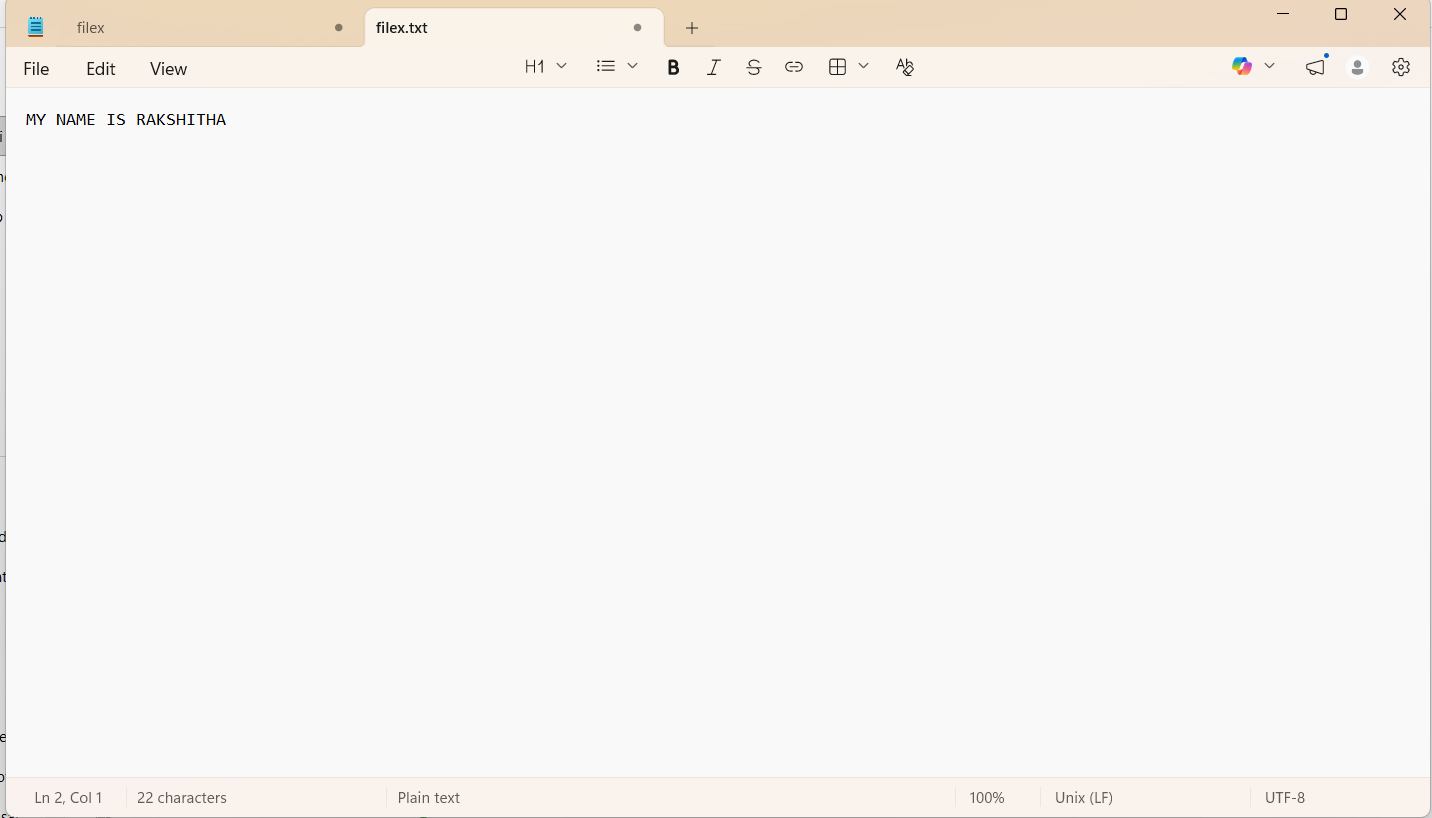 filex
filex.txt
File Edit View H1
MY NAME IS RAKSHITHA
Ln 2, Col 1 22 characters Plain text 100% Unix (LF) UTF-8